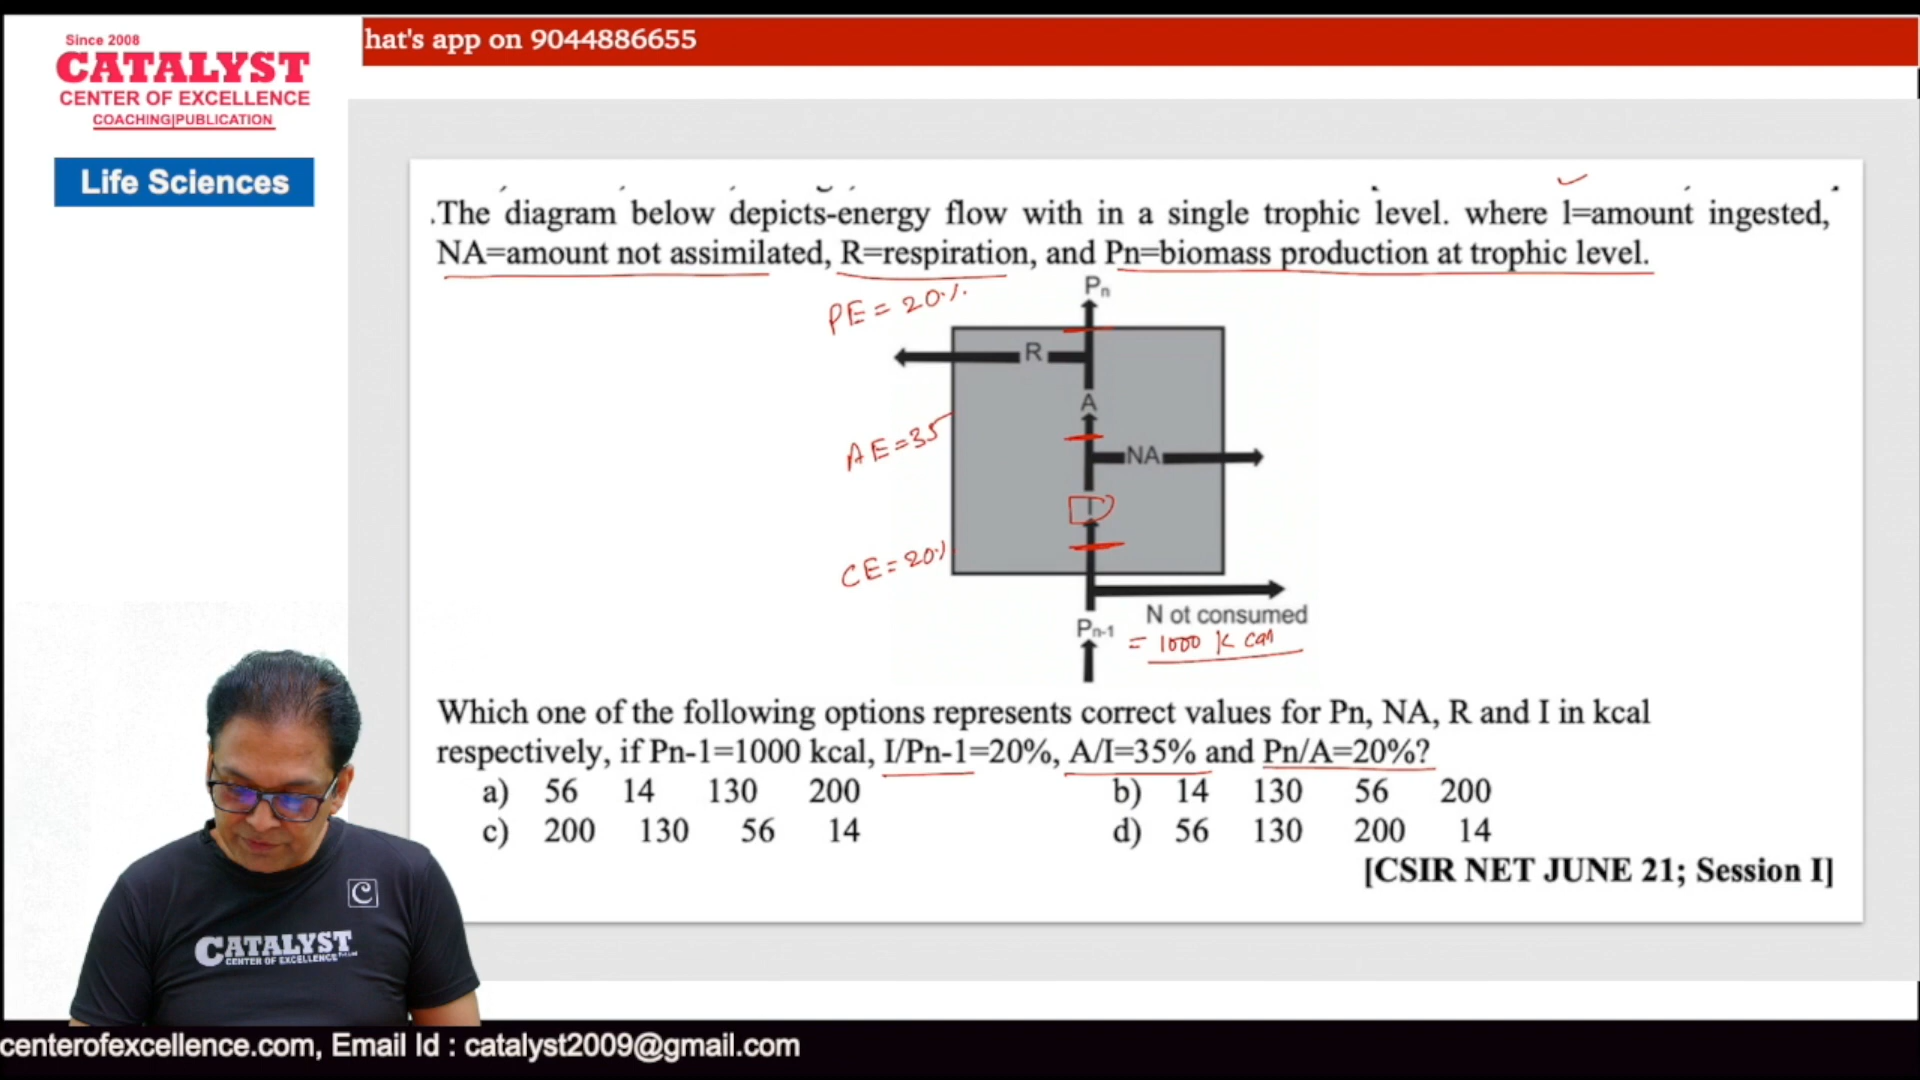 Since 2008
CATALYST
CENTER OF EXCELLENCE
COACHING|PUBLICATION
hat's app on 9044886655
Life Sciences
.The diagram below depicts-energy flow with in a single trophic level. where l=amount ingested,
NA=amount not assimilated, R=respiration, and Pn=biomass production at trophic level.
PE = 20%
Pn
R
A
AE=35
NA
I
CE=20%
N ot consumed
Pn-1
= 1000 k cal
Which one of the following options represents correct values for Pn, NA, R and I in kcal
respectively, if Pn-1=1000 kcal, I/Pn-1=20%, A/I=35% and Pn/A=20%?
a) 56 14 130 200 b) 14 130 56 200
c) 200 130 56 14 d) 56 130 200 14
[CSIR NET JUNE 21; Session I]
C
CATALYST
CENTER OF EXCELLENCE
centerofexcellence.com, Email Id : catalyst2009@gmail.com